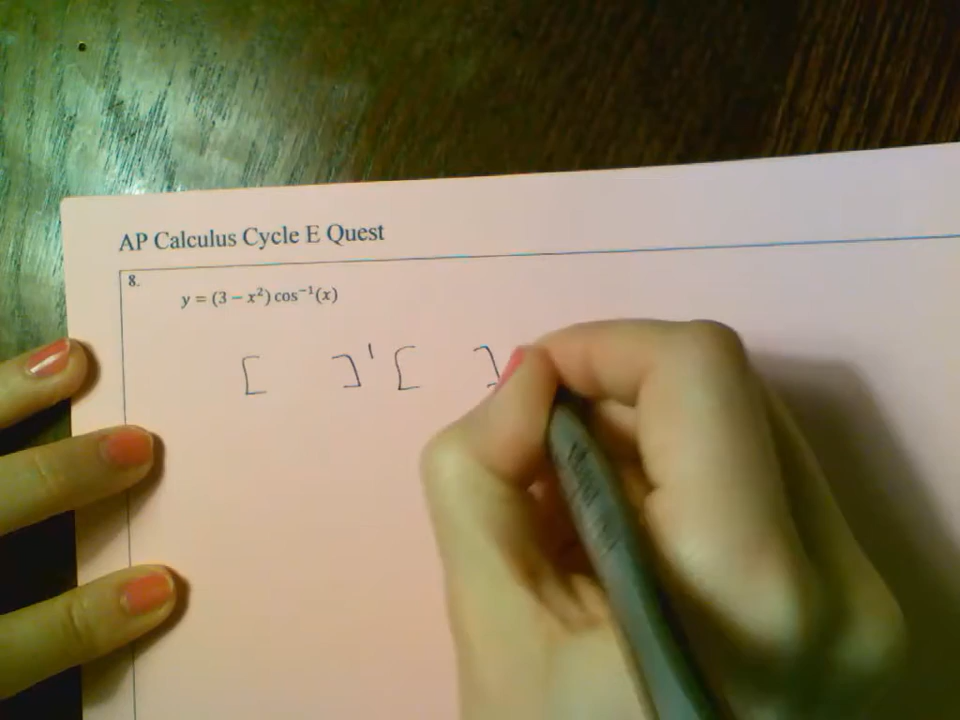 AP Calculus Cycle E Quest
8.
y = (3 − x²) cos⁻¹(x)
[ ]' [ ]